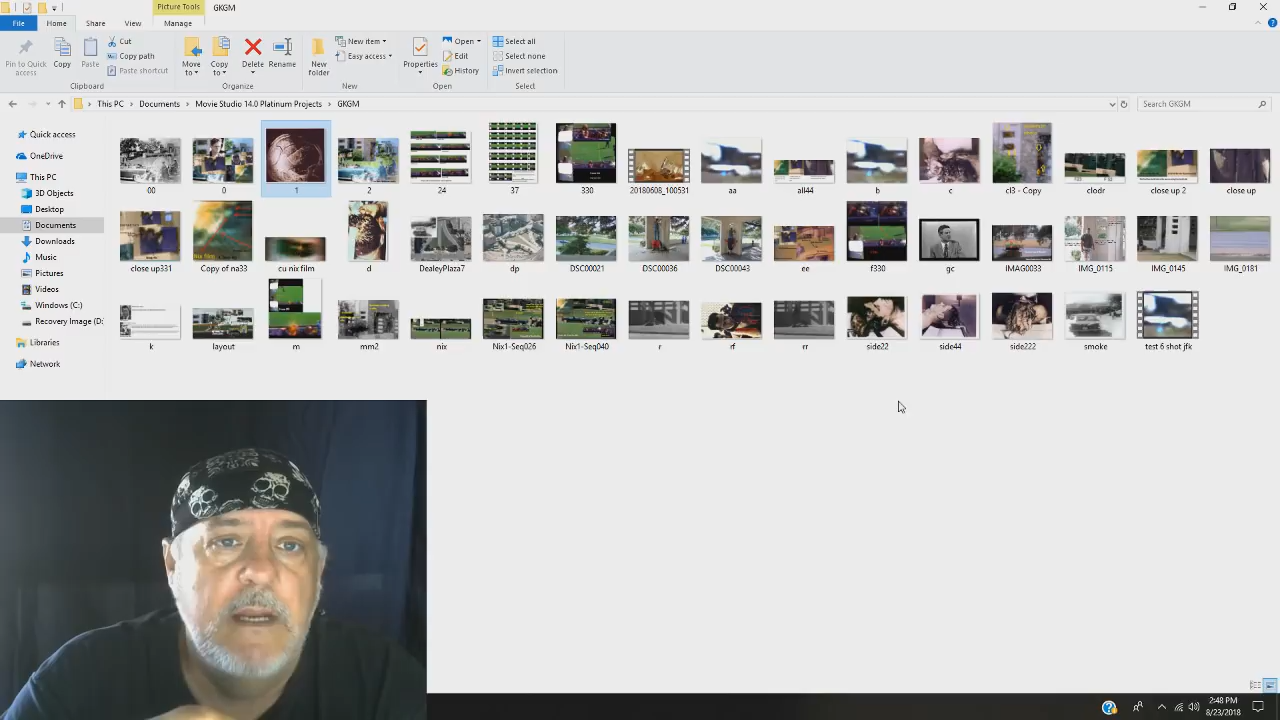 Picture Tools GKGM
File Home Share View Manage
Pin to Quick access
Copy
Paste
Cut
Copy path
Paste shortcut
Move to
Copy to
Delete
Rename
New folder
New item
Easy access
Properties
Open
Edit
History
Select all
Select none
Invert selection
Clipboard Organize New Open Select
This PC Documents Movie Studio 14.0 Platinum Projects GKGM
Search GKGM
Quick access
OneDrive
This PC
3D Objects
Desktop
Documents
Downloads
Music
Pictures
Videos
Windows (C:)
Recovery Image (D:
Libraries
Network
00 0 1 2 24 37 330 20180608_100531 aa all44 b c cl3 - Copy clodr close up 2 close up
close up331 Copy of na33 cu nix film d DealeyPlaza7 dp DSC00021 DSC00036 DSC00043 ee f330 gc IMAG0033 IMG_0115 IMG_0145 IMG_0181
k layout m mm2 nix Nix1-Seq026 Nix1-Seq040 r rf rr side22 side44 side222 smoke test 6 shot jfk
2:48 PM
8/23/2018